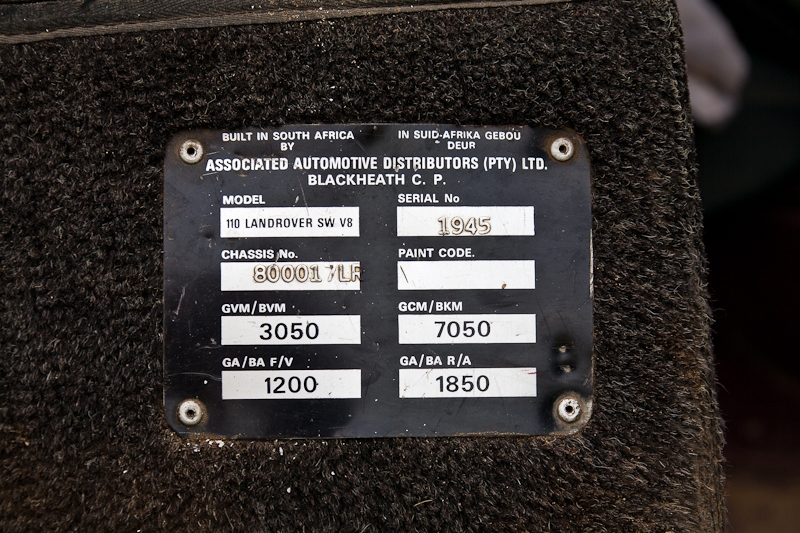 BUILT IN SOUTH AFRICA BY
IN SUID-AFRIKA GEBOU DEUR
ASSOCIATED AUTOMOTIVE DISTRIBUTORS (PTY) LTD.
BLACKHEATH C. P.
MODEL
110 LANDROVER SW V8
SERIAL No
1945
CHASSIS No.
800017LR
PAINT CODE.
GVM/BVM
3050
GCM/BKM
7050
GA/BA F/V
1200
GA/BA R/A
1850